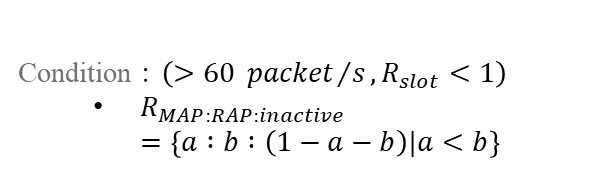 Condition : (> 60 packet/s, R_slot < 1)
• R_MAP:RAP:inactive
= {a : b : (1 − a − b)|a < b}